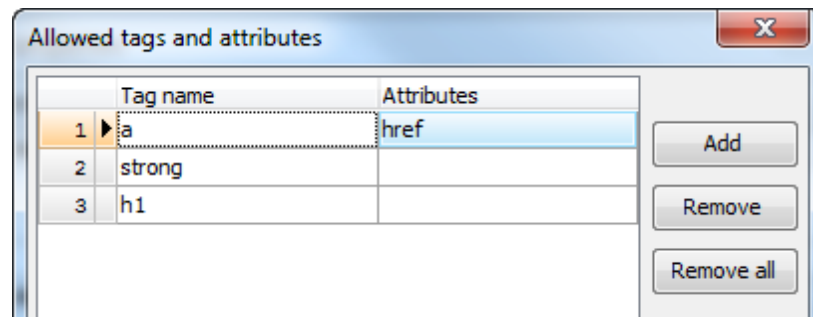 Allowed tags and attributes
Tag name Attributes
1 a href
Add
2 strong
3 h1
Remove
Remove all